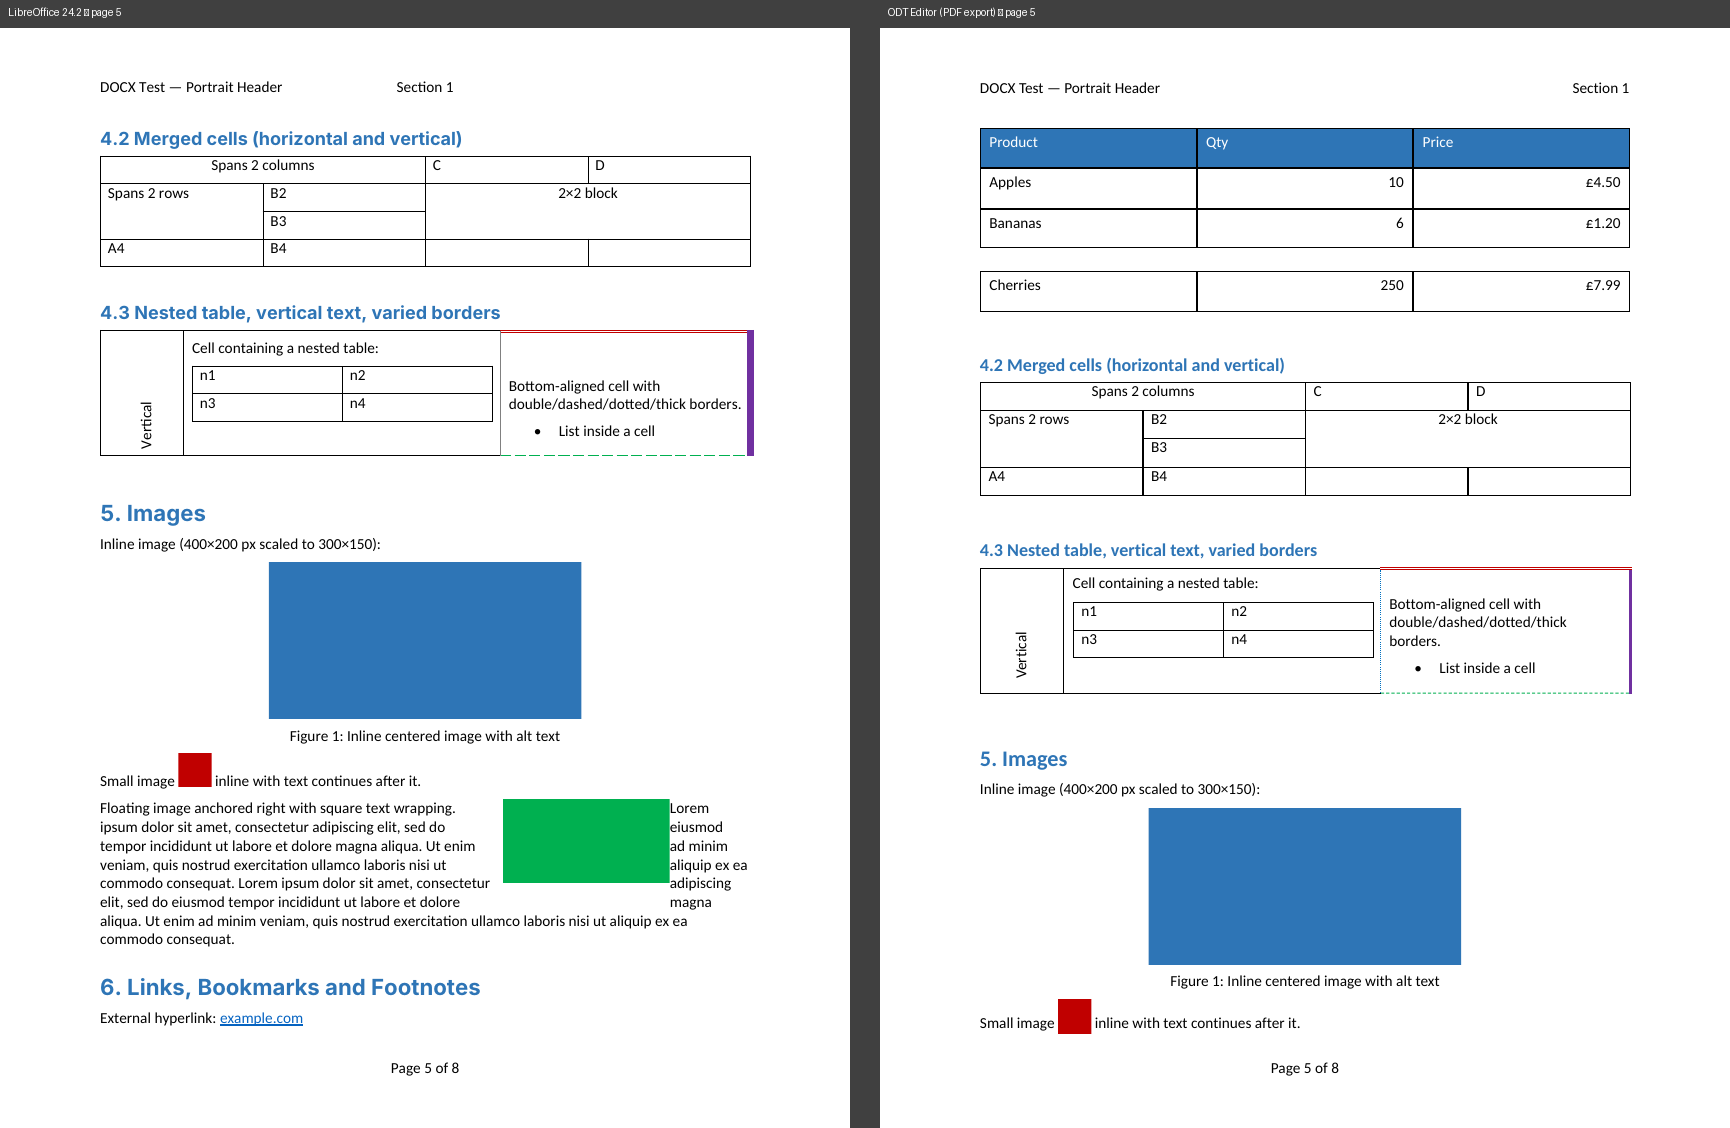 LibreOffice 24.2 page 5
DOCX Test — Portrait Header Section 1
4.2 Merged cells (horizontal and vertical)
Spans 2 columns C D
Spans 2 rows B2 2×2 block
B3
A4 B4
4.3 Nested table, vertical text, varied borders
Vertical
Cell containing a nested table:
n1 n2
n3 n4
Bottom-aligned cell with
double/dashed/dotted/thick borders.
• List inside a cell
5. Images
Inline image (400×200 px scaled to 300×150):
Figure 1: Inline centered image with alt text
Small image inline with text continues after it.
Floating image anchored right with square text wrapping. Lorem
ipsum dolor sit amet, consectetur adipiscing elit, sed do eiusmod
tempor incididunt ut labore et dolore magna aliqua. Ut enim ad minim
veniam, quis nostrud exercitation ullamco laboris nisi ut aliquip ex ea
commodo consequat. Lorem ipsum dolor sit amet, consectetur adipiscing
elit, sed do eiusmod tempor incididunt ut labore et dolore magna
aliqua. Ut enim ad minim veniam, quis nostrud exercitation ullamco laboris nisi ut aliquip ex ea
commodo consequat.
6. Links, Bookmarks and Footnotes
External hyperlink: example.com
Page 5 of 8
ODT Editor (PDF export) page 5
DOCX Test — Portrait Header Section 1
Product Qty Price
Apples 10 £4.50
Bananas 6 £1.20
Cherries 250 £7.99
4.2 Merged cells (horizontal and vertical)
Spans 2 columns C D
Spans 2 rows B2 2×2 block
B3
A4 B4
4.3 Nested table, vertical text, varied borders
Vertical
Cell containing a nested table:
n1 n2
n3 n4
Bottom-aligned cell with
double/dashed/dotted/thick
borders.
• List inside a cell
5. Images
Inline image (400×200 px scaled to 300×150):
Figure 1: Inline centered image with alt text
Small image inline with text continues after it.
Page 5 of 8